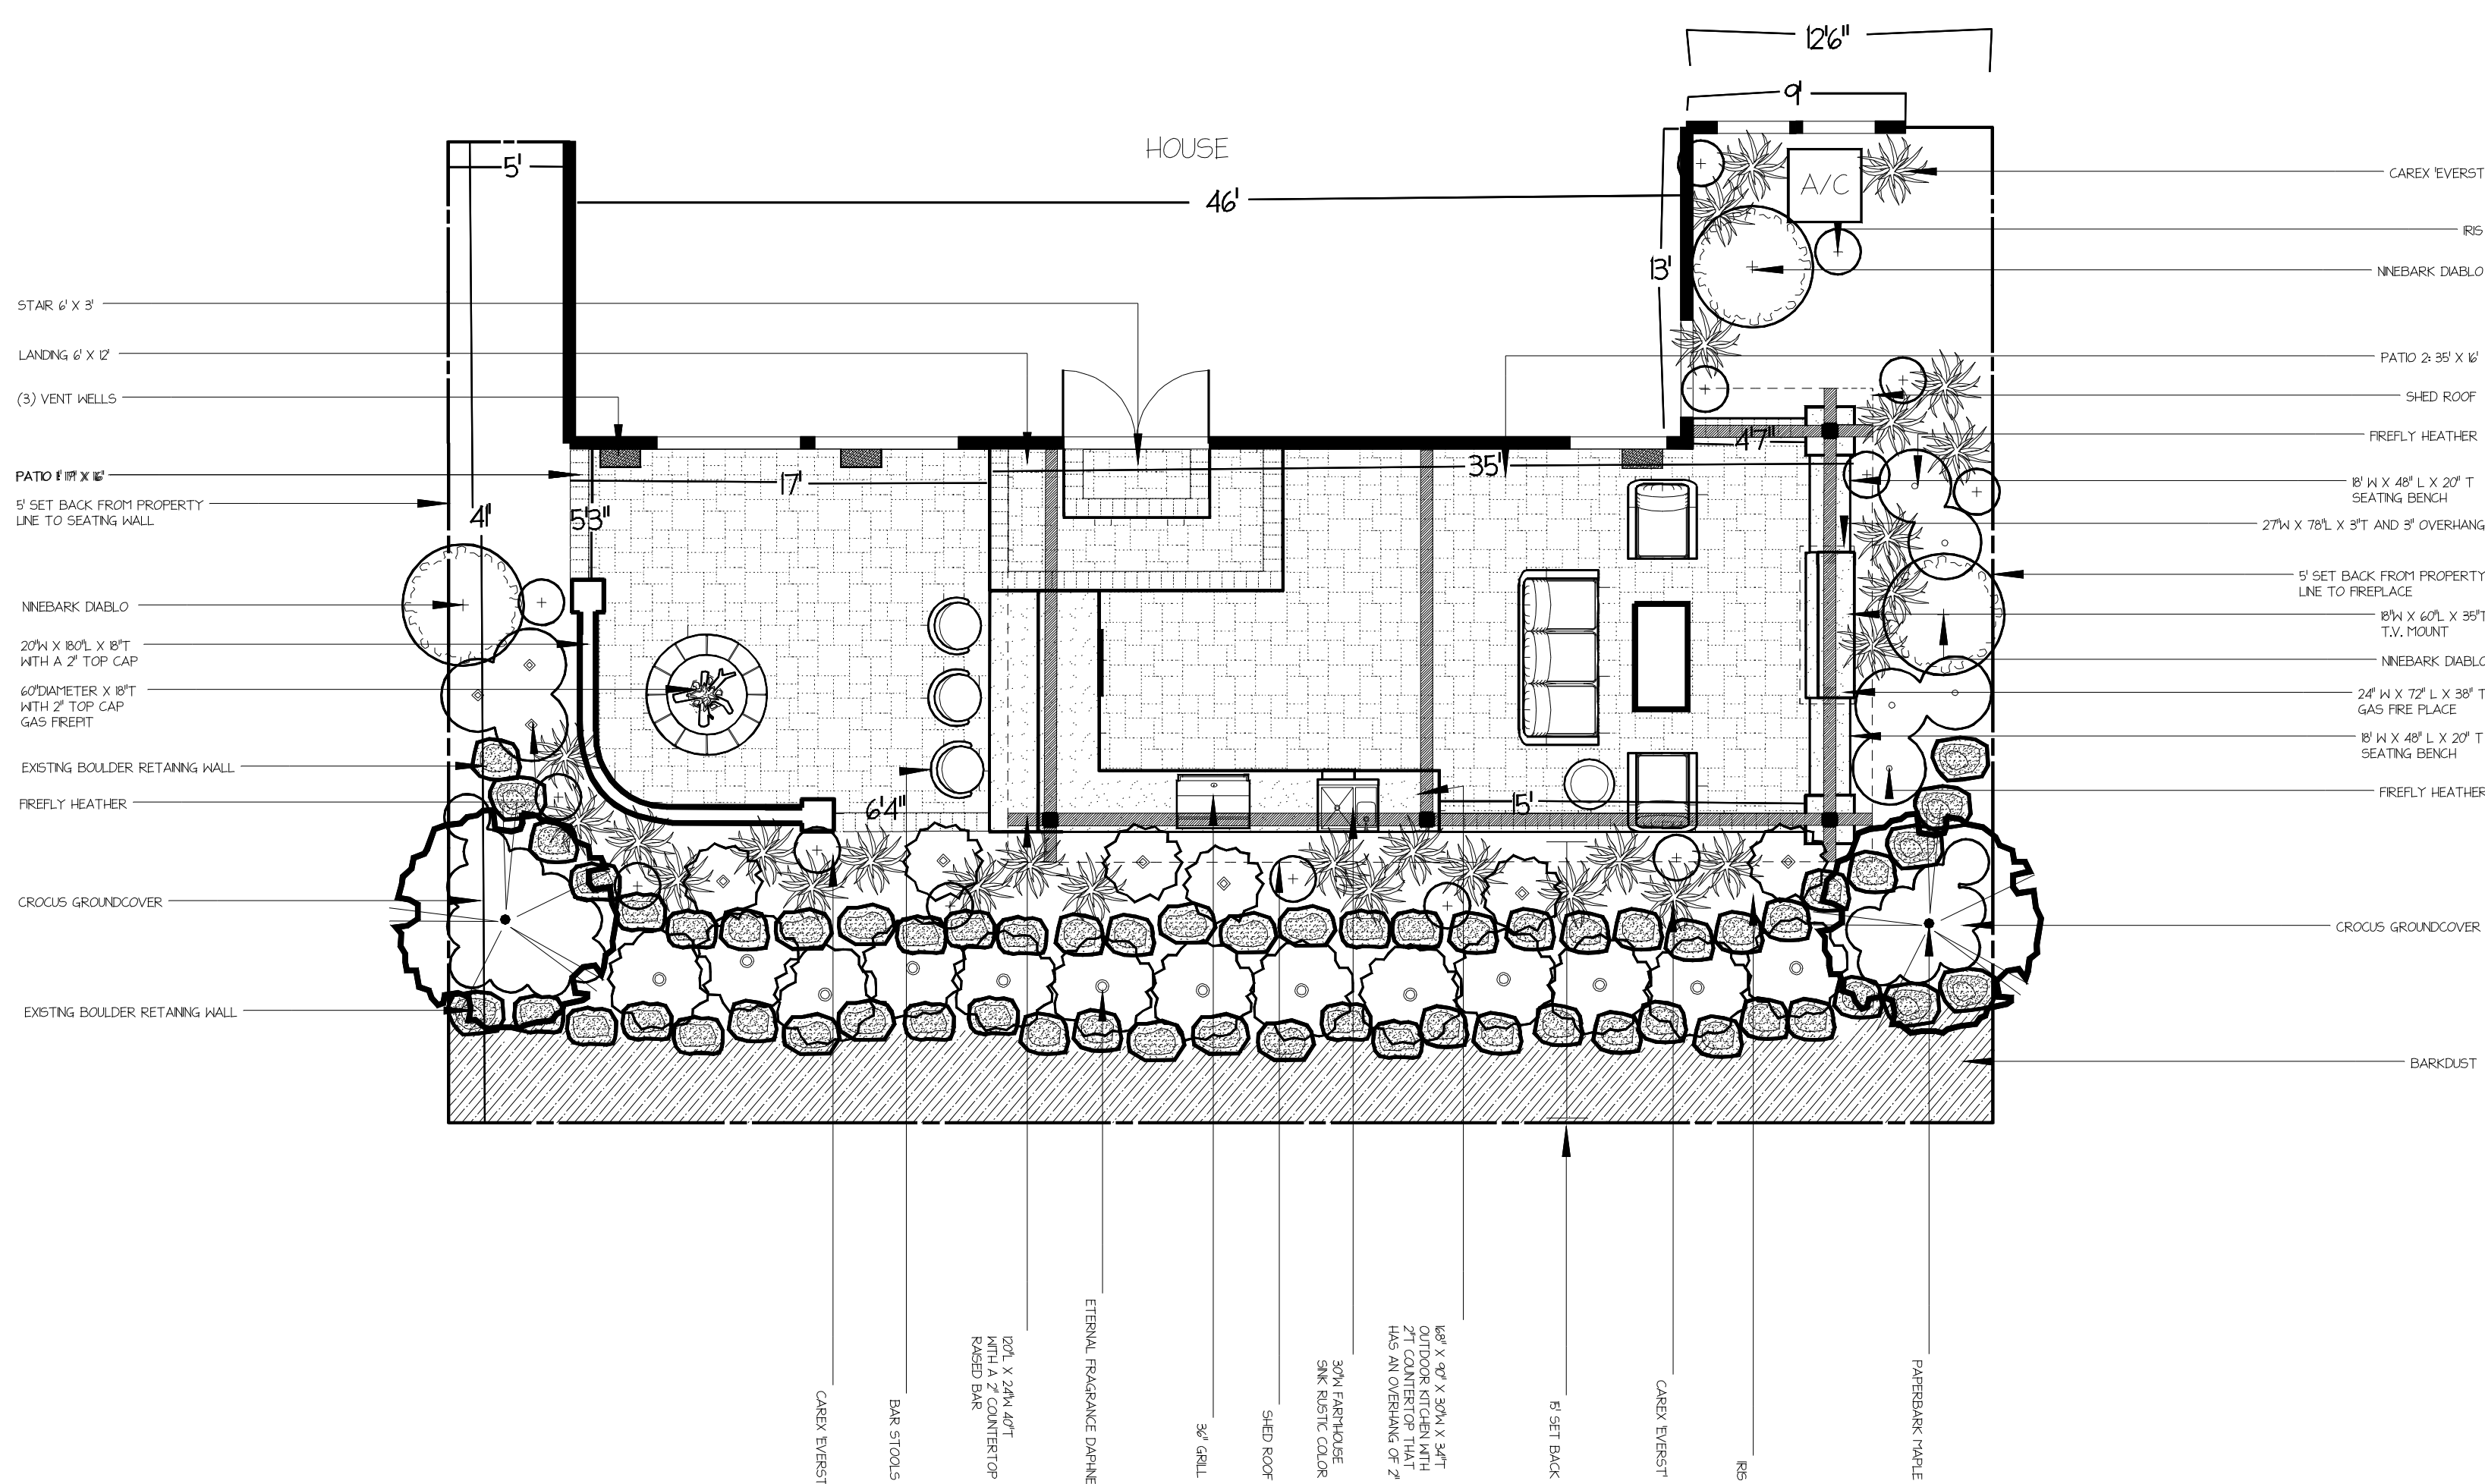 12'6"
9'
HOUSE
5'
A/C
CAREX 'EVERST
46'
IRIS
13'
NINEBARK DIABLO
STAIR 6' X 3'
LANDING 6' X 12'
PATIO 2: 35' X 16'
(3) VENT WELLS
SHED ROOF
FIREFLY HEATHER
4'7"
35'
17'
18' W X 48" L X 20" T
SEATING BENCH
5' SET BACK FROM PROPERTY
LINE TO SEATING WALL
41'
5'3"
27"W X 78"L X 3"T AND 3" OVERHANG
5' SET BACK FROM PROPERTY
LINE TO FIREPLACE
NINEBARK DIABLO
18"W X 60"L X 35"T
T.V. MOUNT
20"W X 180"L X 18"T
WITH A 2" TOP CAP
NINEBARK DIABLO
60"DIAMETER X 18"T
WITH 2" TOP CAP
GAS FIREPIT
24" W X 72" L X 38" T
GAS FIRE PLACE
18' W X 48" L X 20" T
SEATING BENCH
EXISTING BOULDER RETAINING WALL
FIREFLY HEATHER
FIREFLY HEATHER
6'4"
15'
CROCUS GROUNDCOVER
CROCUS GROUNDCOVER
EXISTING BOULDER RETAINING WALL
BARKDUST
CAREX 'EVERST
BAR STOOLS
120"L X 24"W 40"T
WITH A 2" COUNTERTOP
RAISED BAR
ETERNAL FRAGRANCE DAPHNE
36" GRILL
SHED ROOF
30"W FARMHOUSE
SINK RUSTIC COLOR
168" X 90" X 30"W X 34"T
OUTDOOR KITCHEN WITH
2"T COUNTERTOP THAT
HAS AN OVERHANG OF 2"
15' SET BACK
CAREX 'EVERST'
IRIS
PAPERBARK MAPLE